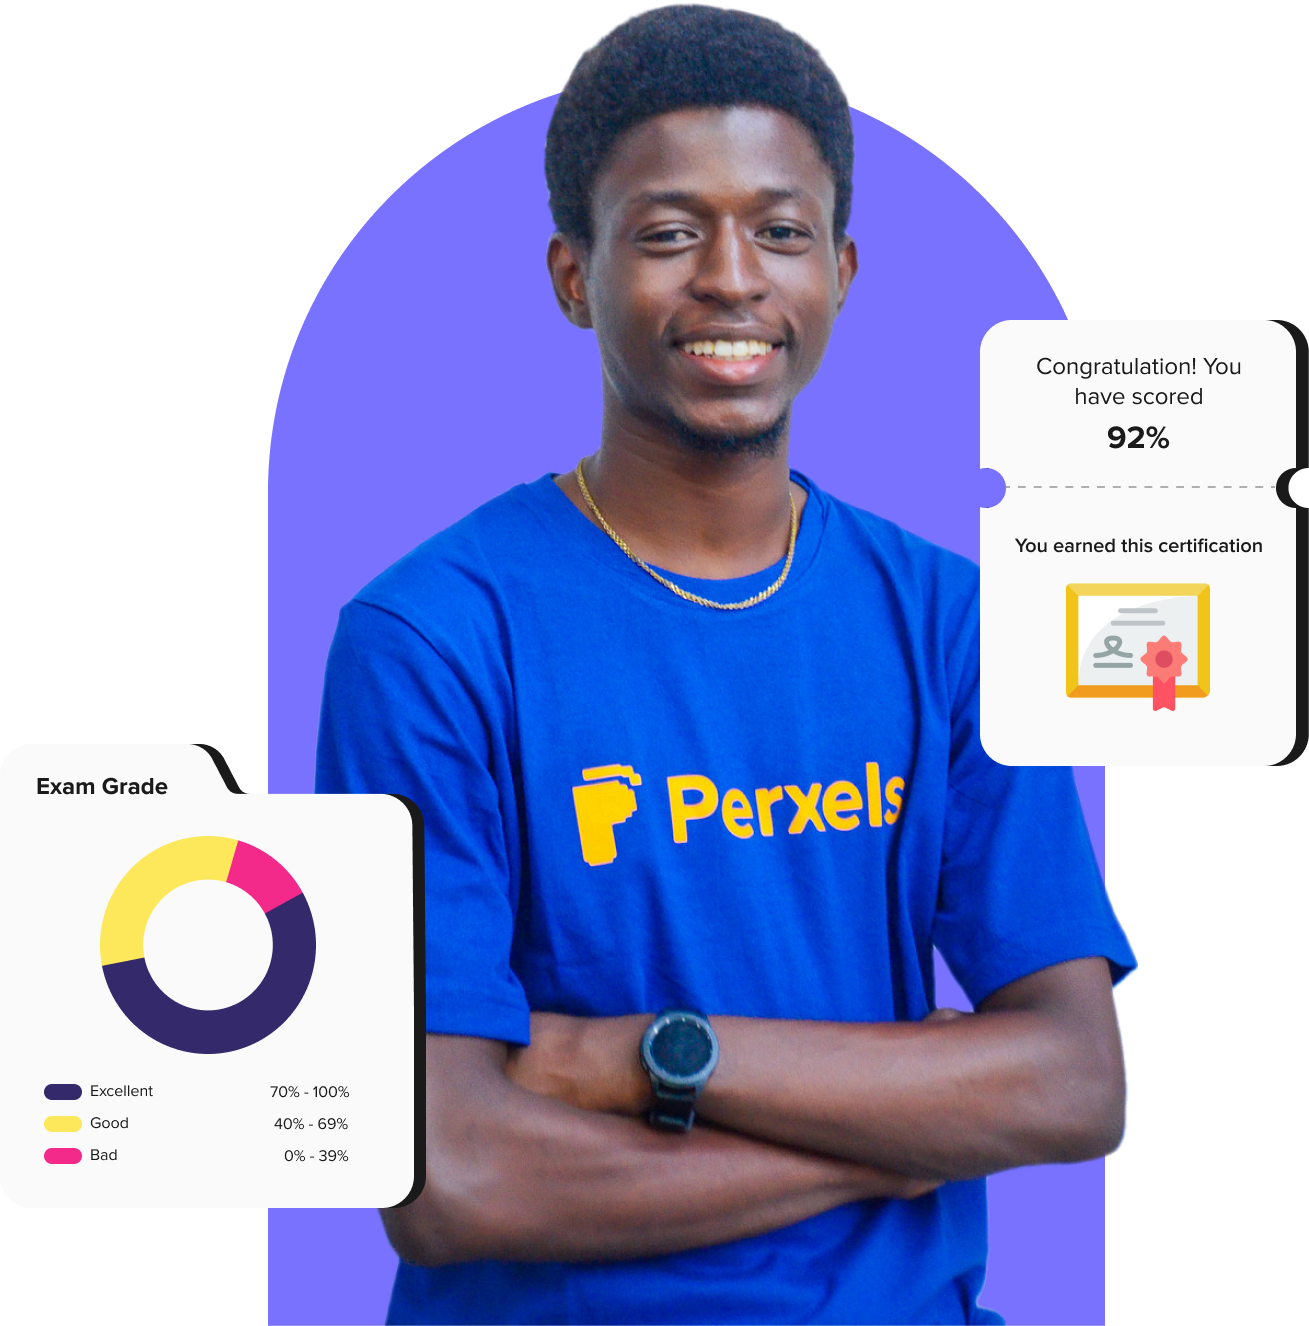 Congratulation! You
have scored
92%
You earned this certification
Perxels
Exam Grade
Excellent 70% - 100%
Good 40% - 69%
Bad 0% - 39%